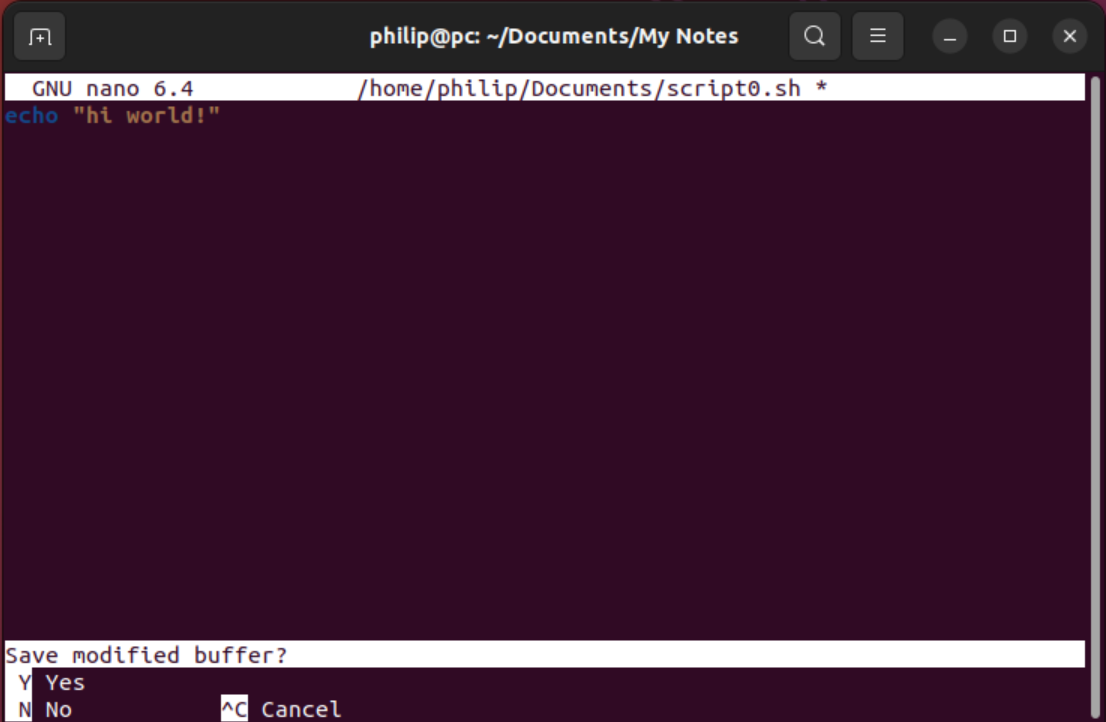 philip@pc: ~/Documents/My Notes
GNU nano 6.4 /home/philip/Documents/script0.sh *
echo "hi world!"
Save modified buffer?
Y Yes
N No ^C Cancel